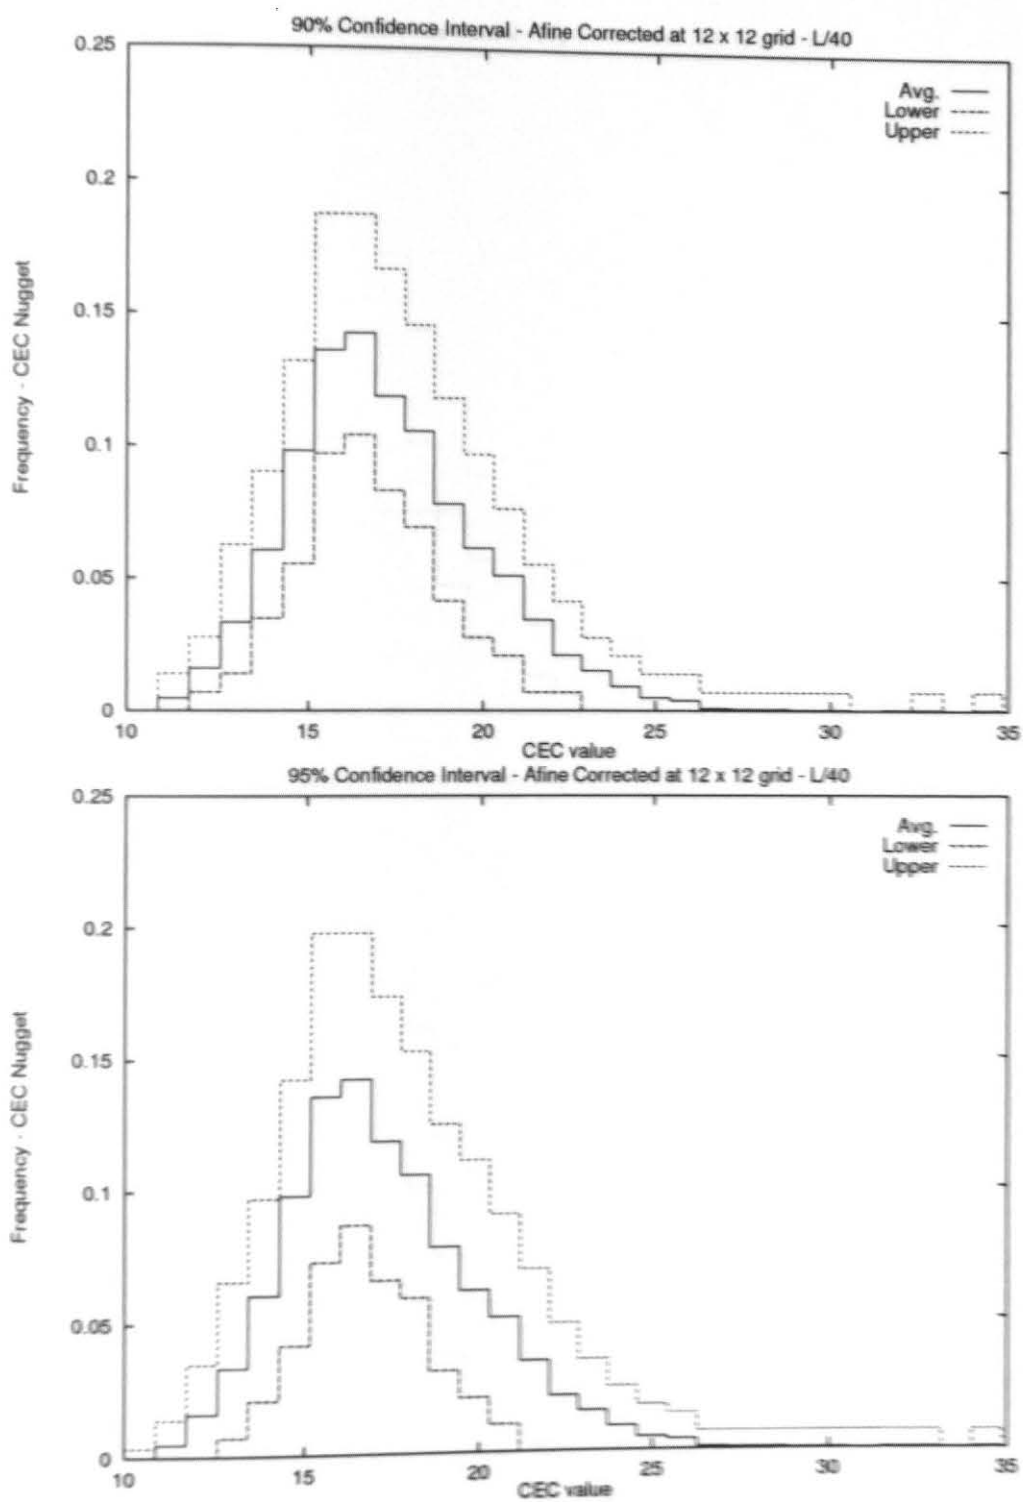 90% Confidence Interval - Afine Corrected at 12 x 12 grid - L/40
0.25
0.2
0.15
0.1
0.05
0
Frequency - CEC Nugget
Avg.
Lower
Upper
10 15 20 25 30 35
CEC value
95% Confidence Interval - Afine Corrected at 12 x 12 grid - L/40
0.25
0.2
0.15
0.1
0.05
0
Frequency - CEC Nugget
Avg.
Lower
Upper
10 15 20 25 30 35
CEC value